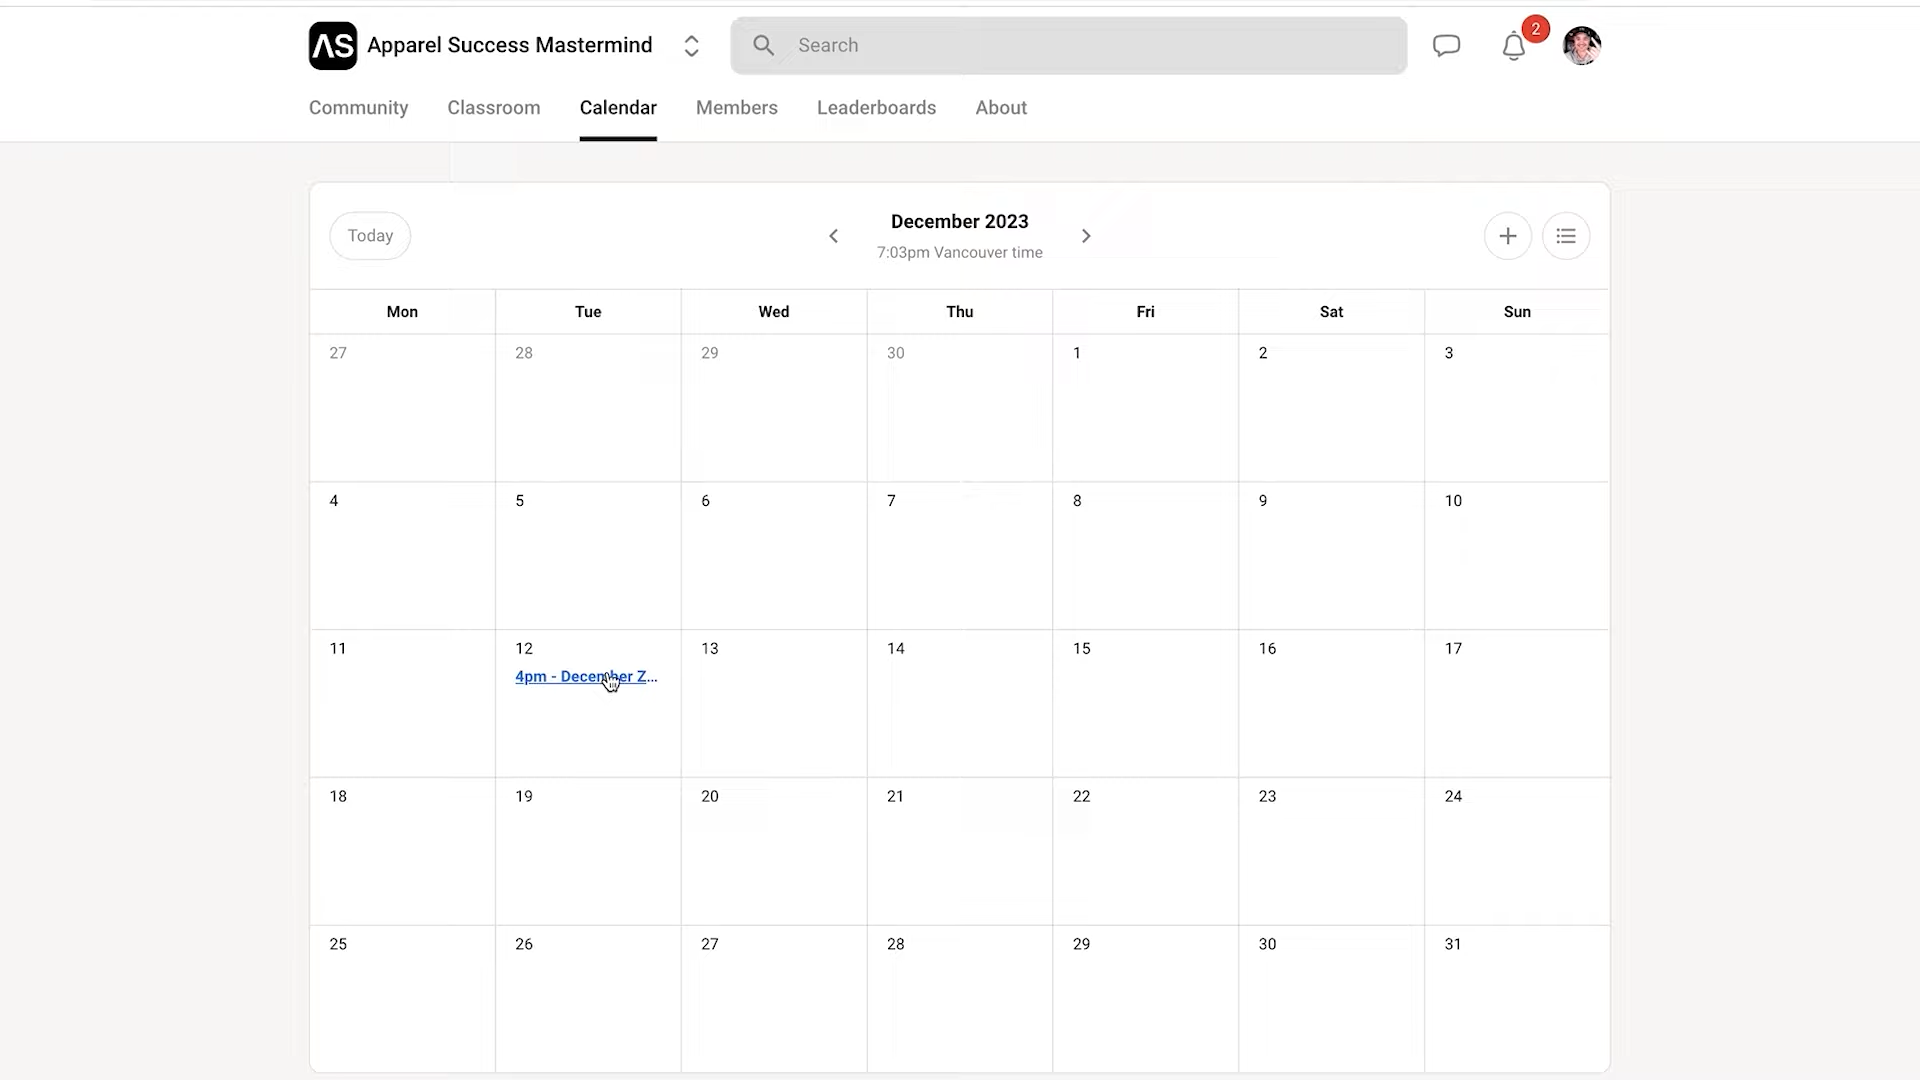 AS Apparel Success Mastermind
Search
2
Community Classroom Calendar Members Leaderboards About
Today
December 2023
7:03pm Vancouver time
Mon Tue Wed Thu Fri Sat Sun
27 28 29 30 1 2 3
4 5 6 7 8 9 10
11 12 13 14 15 16 17
4pm - December Z...
18 19 20 21 22 23 24
25 26 27 28 29 30 31